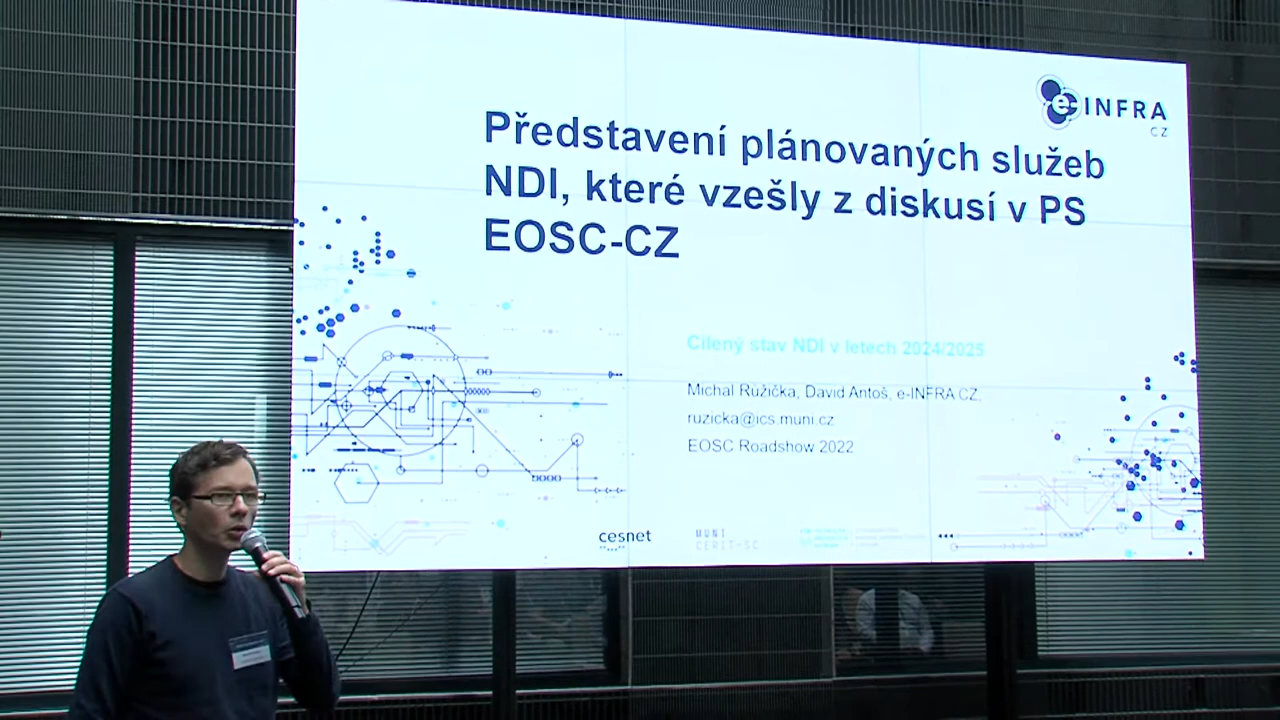 e INFRA
CZ
Představení plánovaných služeb
NDI, které vzešly z diskusí v PS
EOSC-CZ
Cílený stav NDI v letech 2024/2025
Michal Růžička, David Antoš, e-INFRA CZ,
ruzicka@ics.muni.cz
EOSC Roadshow 2022
cesnet
MUNI
CERIT-SC